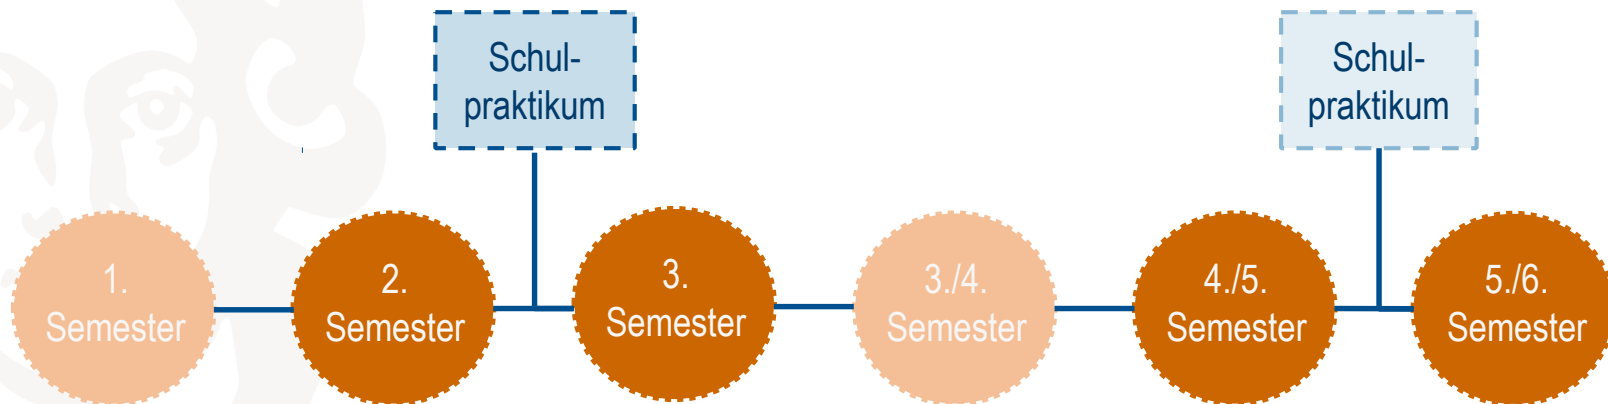 Schul-
praktikum
Schul-
praktikum
1.
Semester
2.
Semester
3.
Semester
3./4.
Semester
4./5.
Semester
5./6.
Semester